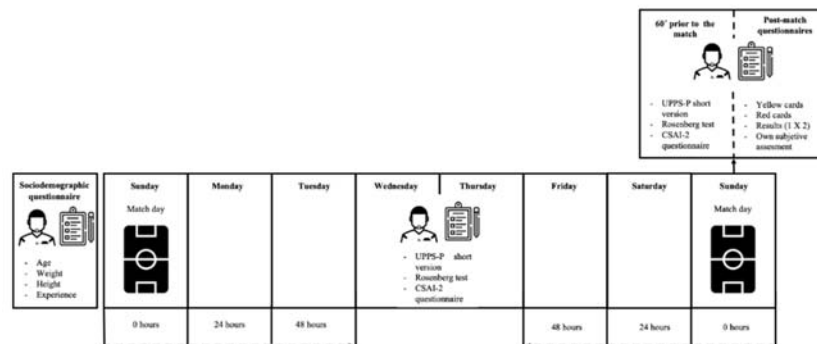 60' prior to the
match
Post-match
questionnaires
- UPPS-P short
version
- Rosenberg test
- CSAI-2
questionnaire
- Yellow cards
- Red cards
- Results (1 X 2)
- Own subjetive
assesment
Sociodemographic
questionnaire
- Age
- Weight
- Height
- Experience
Sunday
Match day
0 hours
Monday
24 hours
Tuesday
48 hours
Wednesday
Thursday
- UPPS-P short
version
- Rosenberg test
- CSAI-2
questionnaire
Friday
48 hours
Saturday
24 hours
Sunday
Match day
0 hours